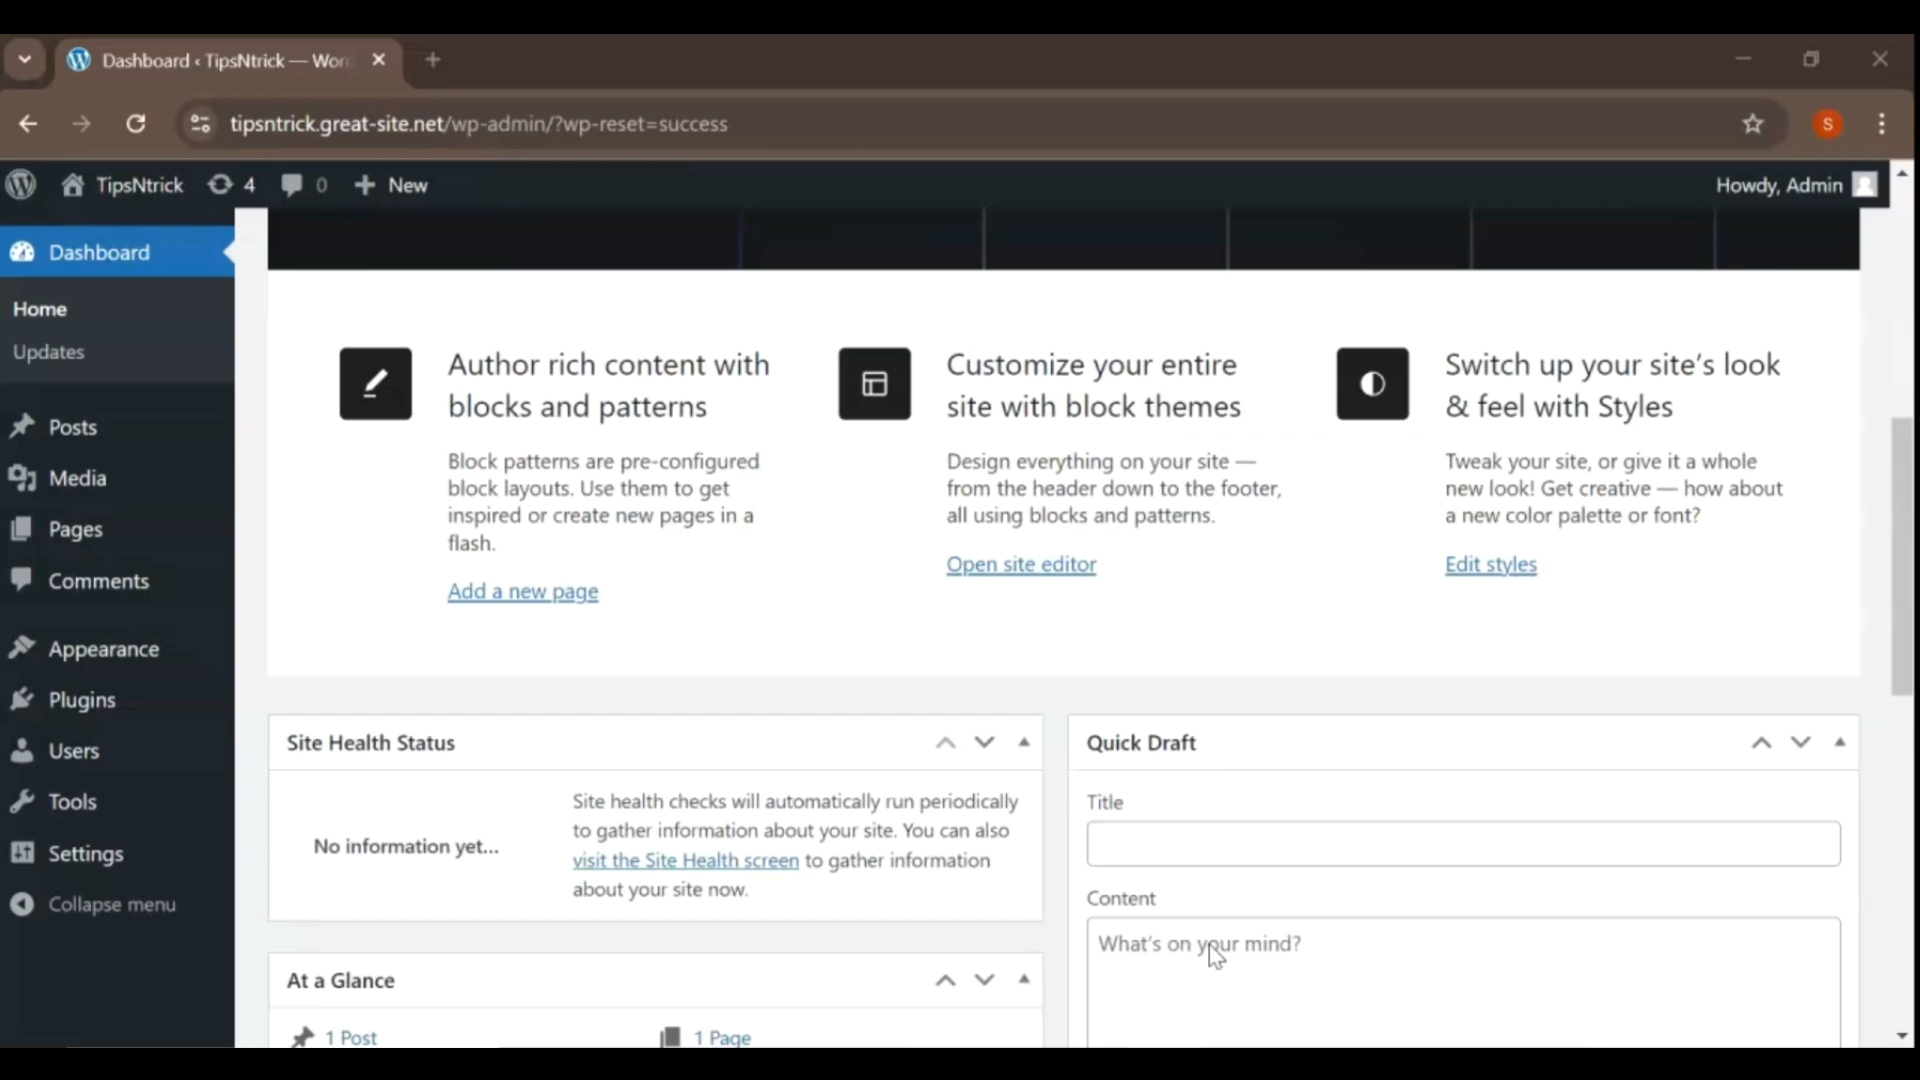 Dashboard ‹ TipsNtrick — Wor
tipsntrick.great-site.net/wp-admin/?wp-reset=success
S
TipsNtrick 4 0 New Howdy, Admin
Dashboard
Home
Updates
Posts
Media
Pages
Comments
Appearance
Plugins
Users
Tools
Settings
Collapse menu
Author rich content with
blocks and patterns
Block patterns are pre-configured
block layouts. Use them to get
inspired or create new pages in a
flash.
Add a new page
Customize your entire
site with block themes
Design everything on your site —
from the header down to the footer,
all using blocks and patterns.
Open site editor
Switch up your site’s look
& feel with Styles
Tweak your site, or give it a whole
new look! Get creative — how about
a new color palette or font?
Edit styles
Site Health Status
No information yet...
Site health checks will automatically run periodically
to gather information about your site. You can also
visit the Site Health screen to gather information
about your site now.
At a Glance
1 Post 1 Page
Quick Draft
Title
Content
What’s on your mind?